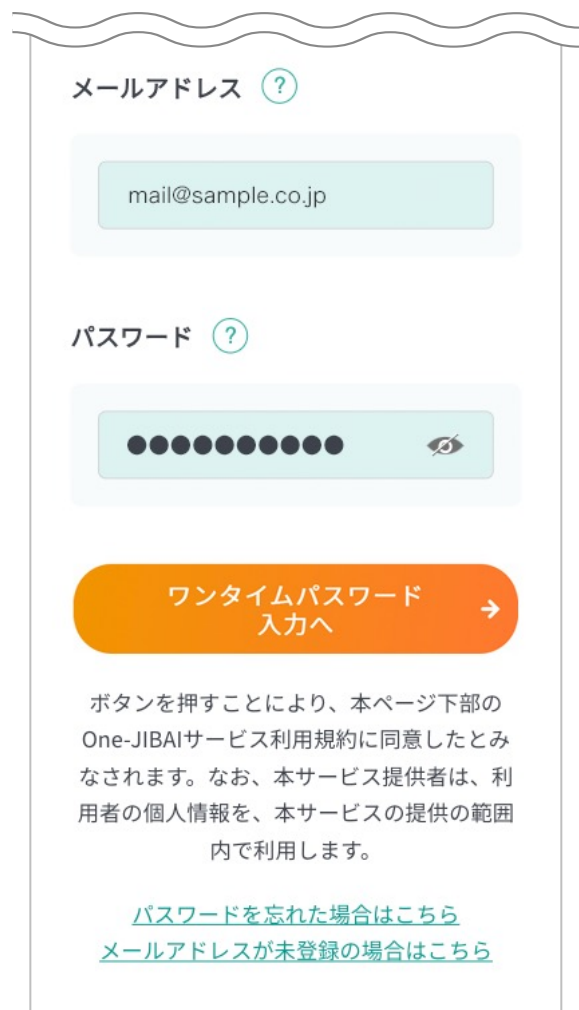 メールアドレス ?
mail@sample.co.jp
パスワード ?
●●●●●●●●●●
ワンタイムパスワード
入力へ
ボタンを押すことにより、本ページ下部の
One-JIBAIサービス利用規約に同意したとみ
なされます。なお、本サービス提供者は、利
用者の個人情報を、本サービスの提供の範囲
内で利用します。
パスワードを忘れた場合はこちら
メールアドレスが未登録の場合はこちら